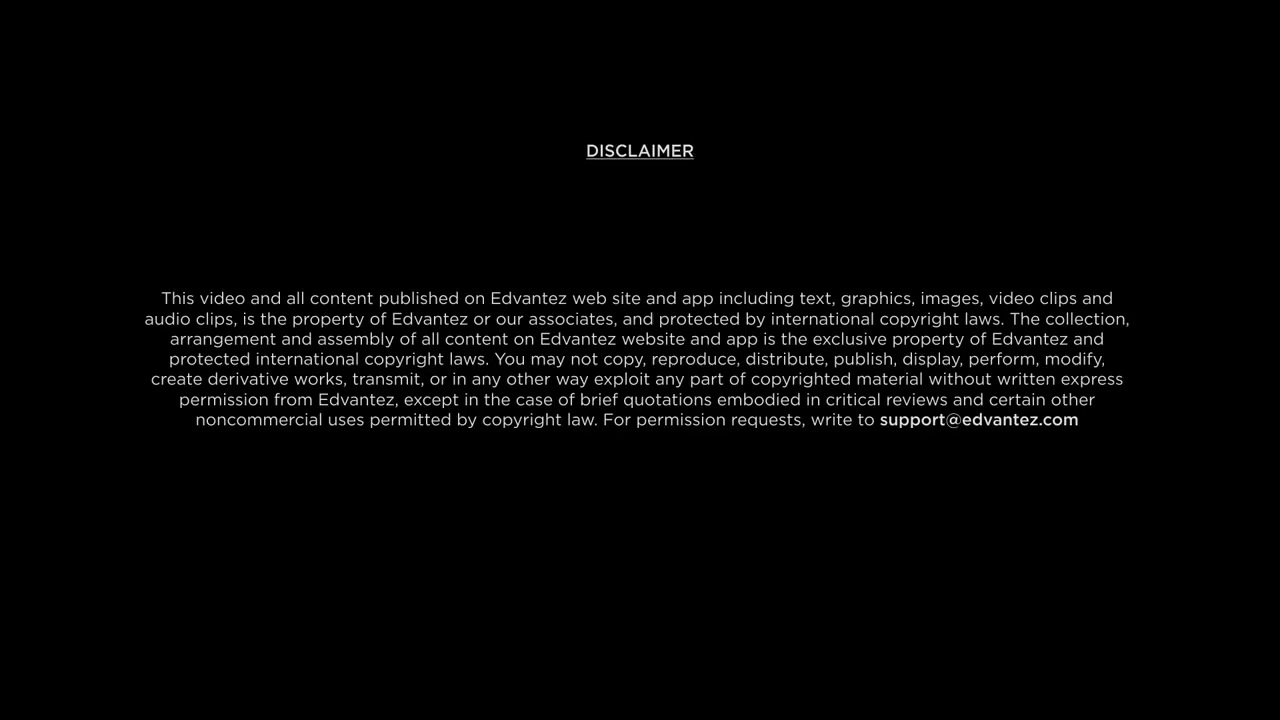 DISCLAIMER
This video and all content published on Edvantez web site and app including text, graphics, images, video clips and
audio clips, is the property of Edvantez or our associates, and protected by international copyright laws. The collection,
arrangement and assembly of all content on Edvantez website and app is the exclusive property of Edvantez and
protected international copyright laws. You may not copy, reproduce, distribute, publish, display, perform, modify,
create derivative works, transmit, or in any other way exploit any part of copyrighted material without written express
permission from Edvantez, except in the case of brief quotations embodied in critical reviews and certain other
noncommercial uses permitted by copyright law. For permission requests, write to support@edvantez.com